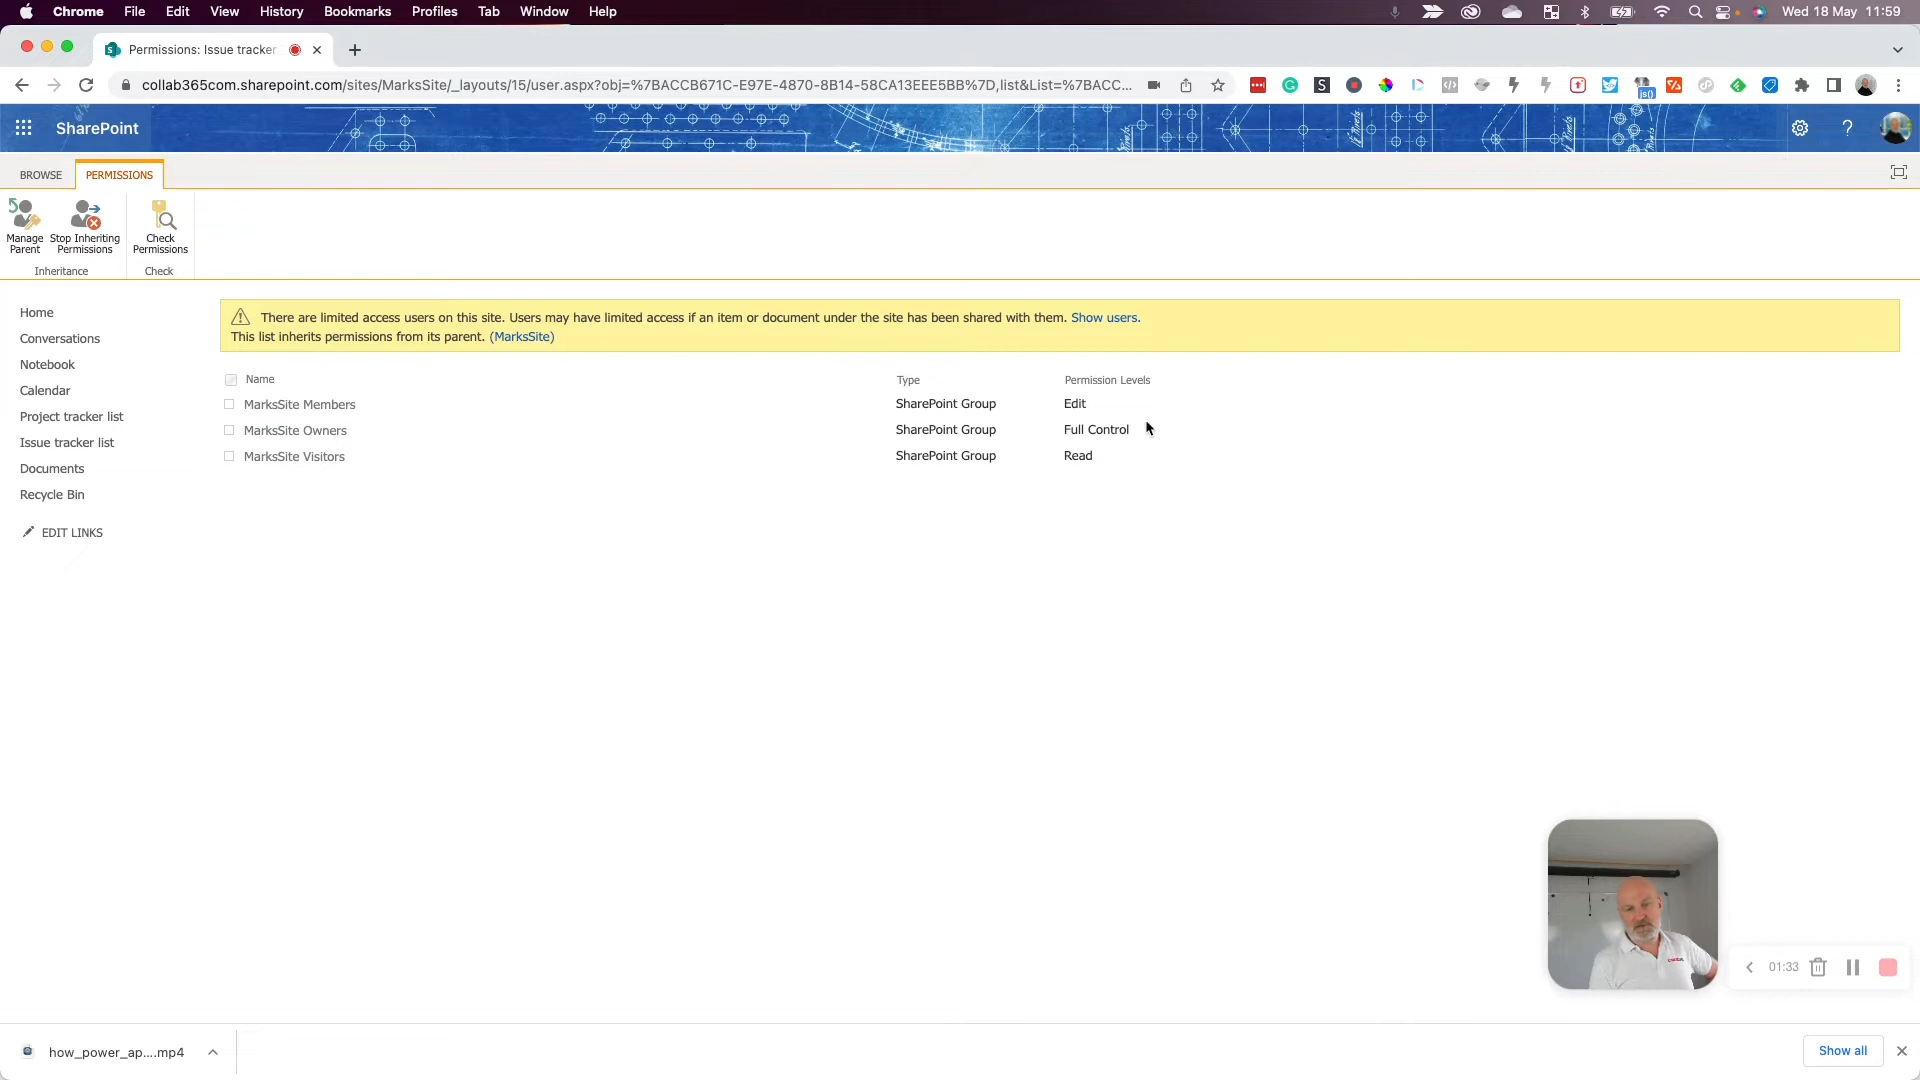 Chrome File Edit View History Bookmarks Profiles Tab Window Help Wed 18 May 11:59
Permissions: Issue tracker
collab365com.sharepoint.com/sites/MarksSite/_layouts/15/user.aspx?obj=%7BACCB671C-E97E-4870-8B14-58CA13EEE5BB%7D,list&List=%7BACC...
SharePoint
BROWSE PERMISSIONS
Manage Parent
Stop Inheriting Permissions
Check Permissions
Inheritance
Check
Home
Conversations
Notebook
Calendar
Project tracker list
Issue tracker list
Documents
Recycle Bin
EDIT LINKS
There are limited access users on this site. Users may have limited access if an item or document under the site has been shared with them. Show users.
This list inherits permissions from its parent. (MarksSite)
Name Type Permission Levels
MarksSite Members SharePoint Group Edit
MarksSite Owners SharePoint Group Full Control
MarksSite Visitors SharePoint Group Read
01:33
how_power_ap....mp4
Show all